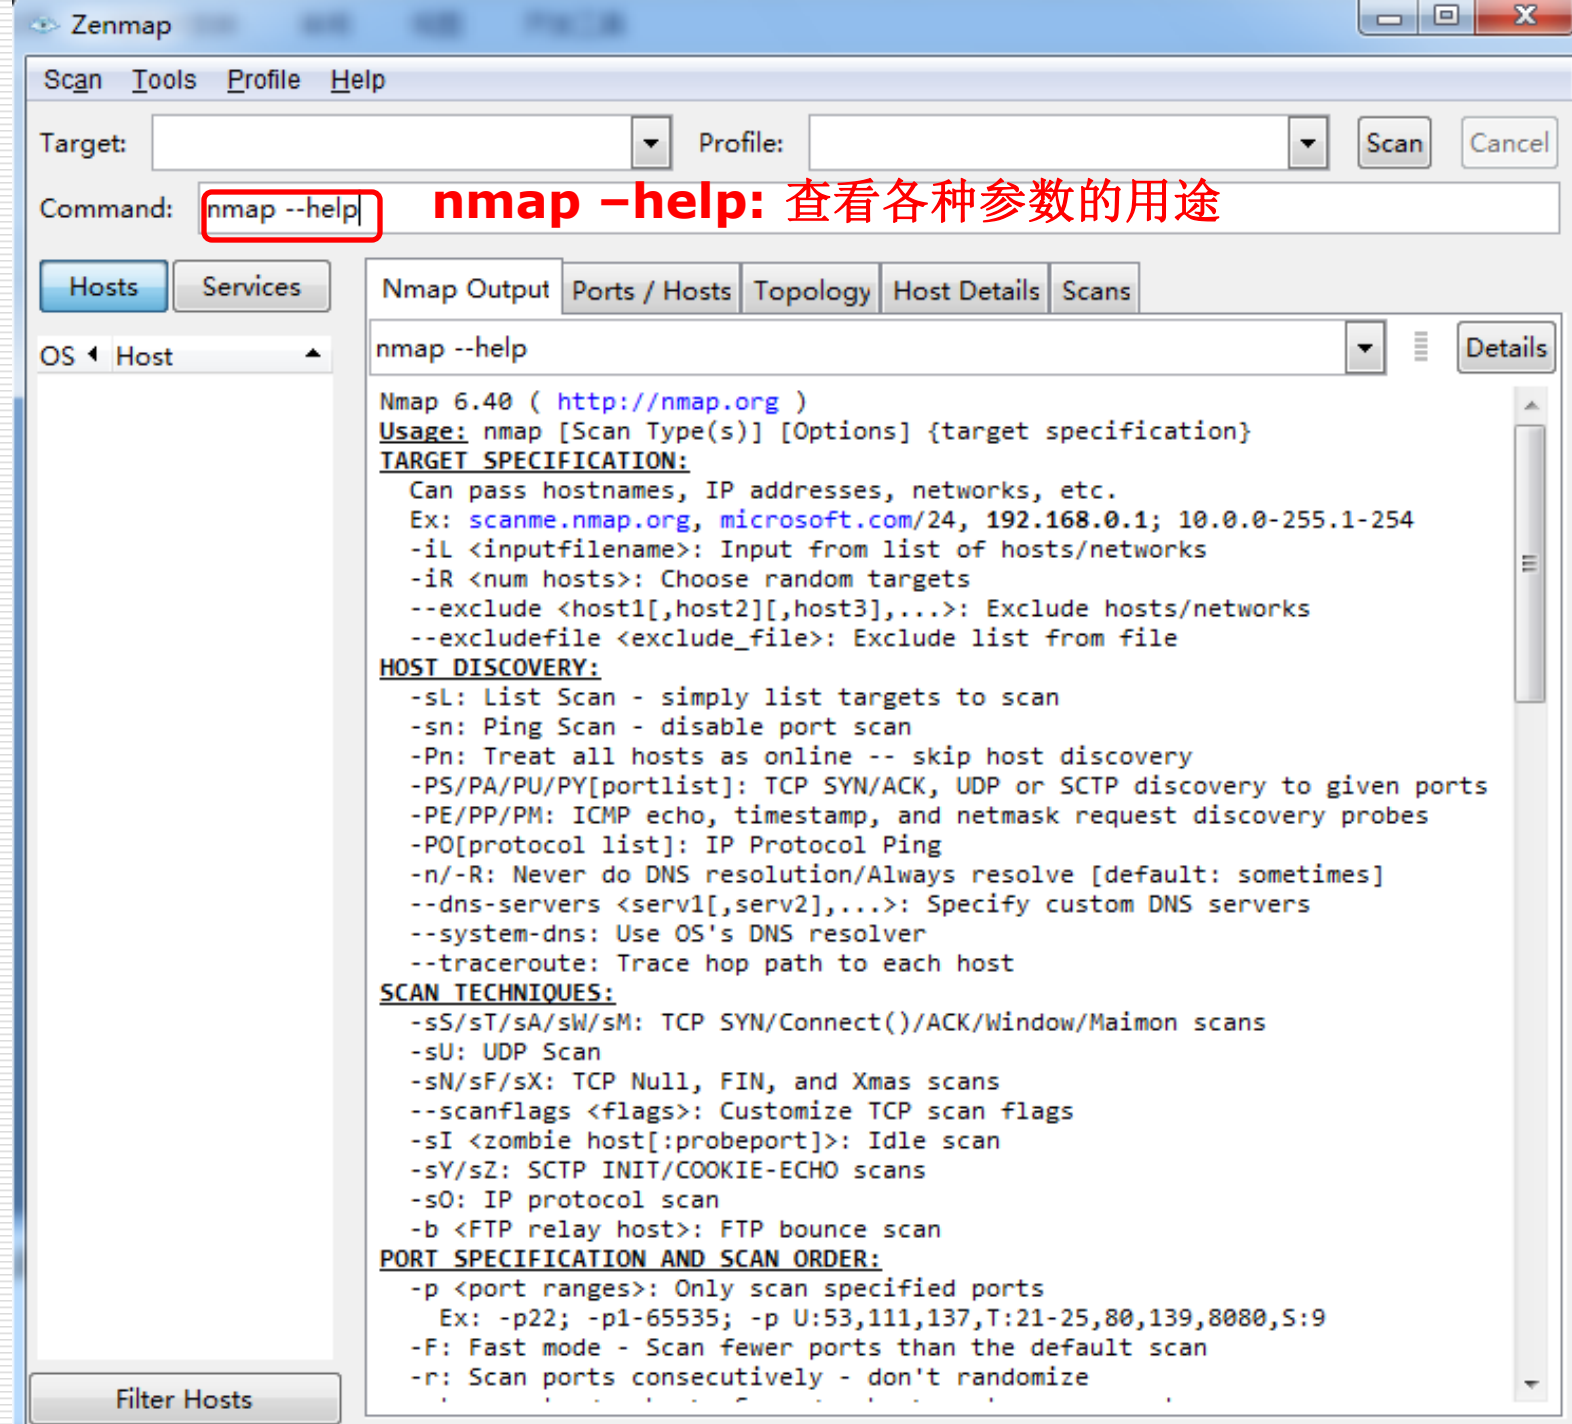 Zenmap
Scan Tools Profile Help
Target: Profile: Scan Cancel
Command: nmap --help nmap –help: 查看各种参数的用途
Hosts Services Nmap Output Ports / Hosts Topology Host Details Scans
OS Host nmap --help Details
Nmap 6.40 ( http://nmap.org )
Usage: nmap [Scan Type(s)] [Options] {target specification}
TARGET SPECIFICATION:
Can pass hostnames, IP addresses, networks, etc.
Ex: scanme.nmap.org, microsoft.com/24, 192.168.0.1; 10.0.0-255.1-254
-iL <inputfilename>: Input from list of hosts/networks
-iR <num hosts>: Choose random targets
--exclude <host1[,host2][,host3],...>: Exclude hosts/networks
--excludefile <exclude_file>: Exclude list from file
HOST DISCOVERY:
-sL: List Scan - simply list targets to scan
-sn: Ping Scan - disable port scan
-Pn: Treat all hosts as online -- skip host discovery
-PS/PA/PU/PY[portlist]: TCP SYN/ACK, UDP or SCTP discovery to given ports
-PE/PP/PM: ICMP echo, timestamp, and netmask request discovery probes
-PO[protocol list]: IP Protocol Ping
-n/-R: Never do DNS resolution/Always resolve [default: sometimes]
--dns-servers <serv1[,serv2],...>: Specify custom DNS servers
--system-dns: Use OS's DNS resolver
--traceroute: Trace hop path to each host
SCAN TECHNIQUES:
-sS/sT/sA/sW/sM: TCP SYN/Connect()/ACK/Window/Maimon scans
-sU: UDP Scan
-sN/sF/sX: TCP Null, FIN, and Xmas scans
--scanflags <flags>: Customize TCP scan flags
-sI <zombie host[:probeport]>: Idle scan
-sY/sZ: SCTP INIT/COOKIE-ECHO scans
-sO: IP protocol scan
-b <FTP relay host>: FTP bounce scan
PORT SPECIFICATION AND SCAN ORDER:
-p <port ranges>: Only scan specified ports
Ex: -p22; -p1-65535; -p U:53,111,137,T:21-25,80,139,8080,S:9
-F: Fast mode - Scan fewer ports than the default scan
-r: Scan ports consecutively - don't randomize
Filter Hosts